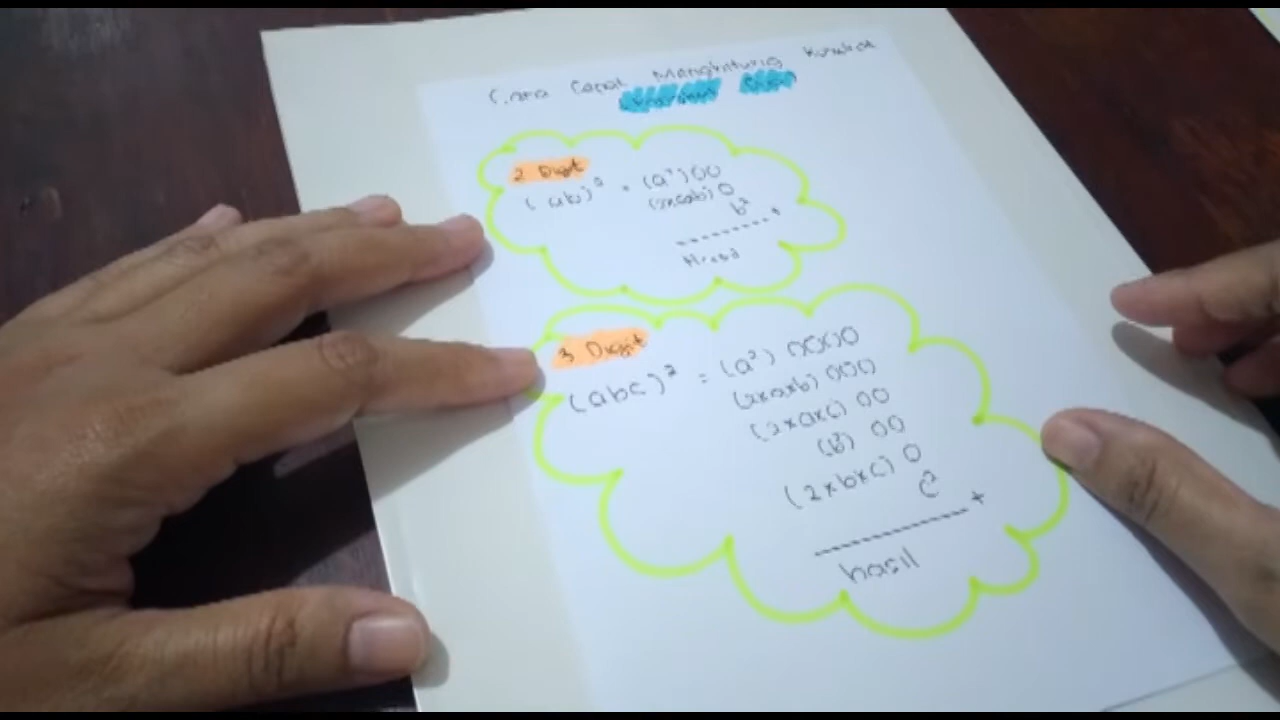 Cara Cepat Menghitung Kuadrat
2 Digit
(ab)² = (a²) 00
(2xaxb) 0
b²
--------- +
Hasil
3 Digit
(abc)² = (a²) 0000
(2xaxb) 000
(2xaxc) 00
(b²) 00
(2xbxc) 0
c²
--------------- +
hasil